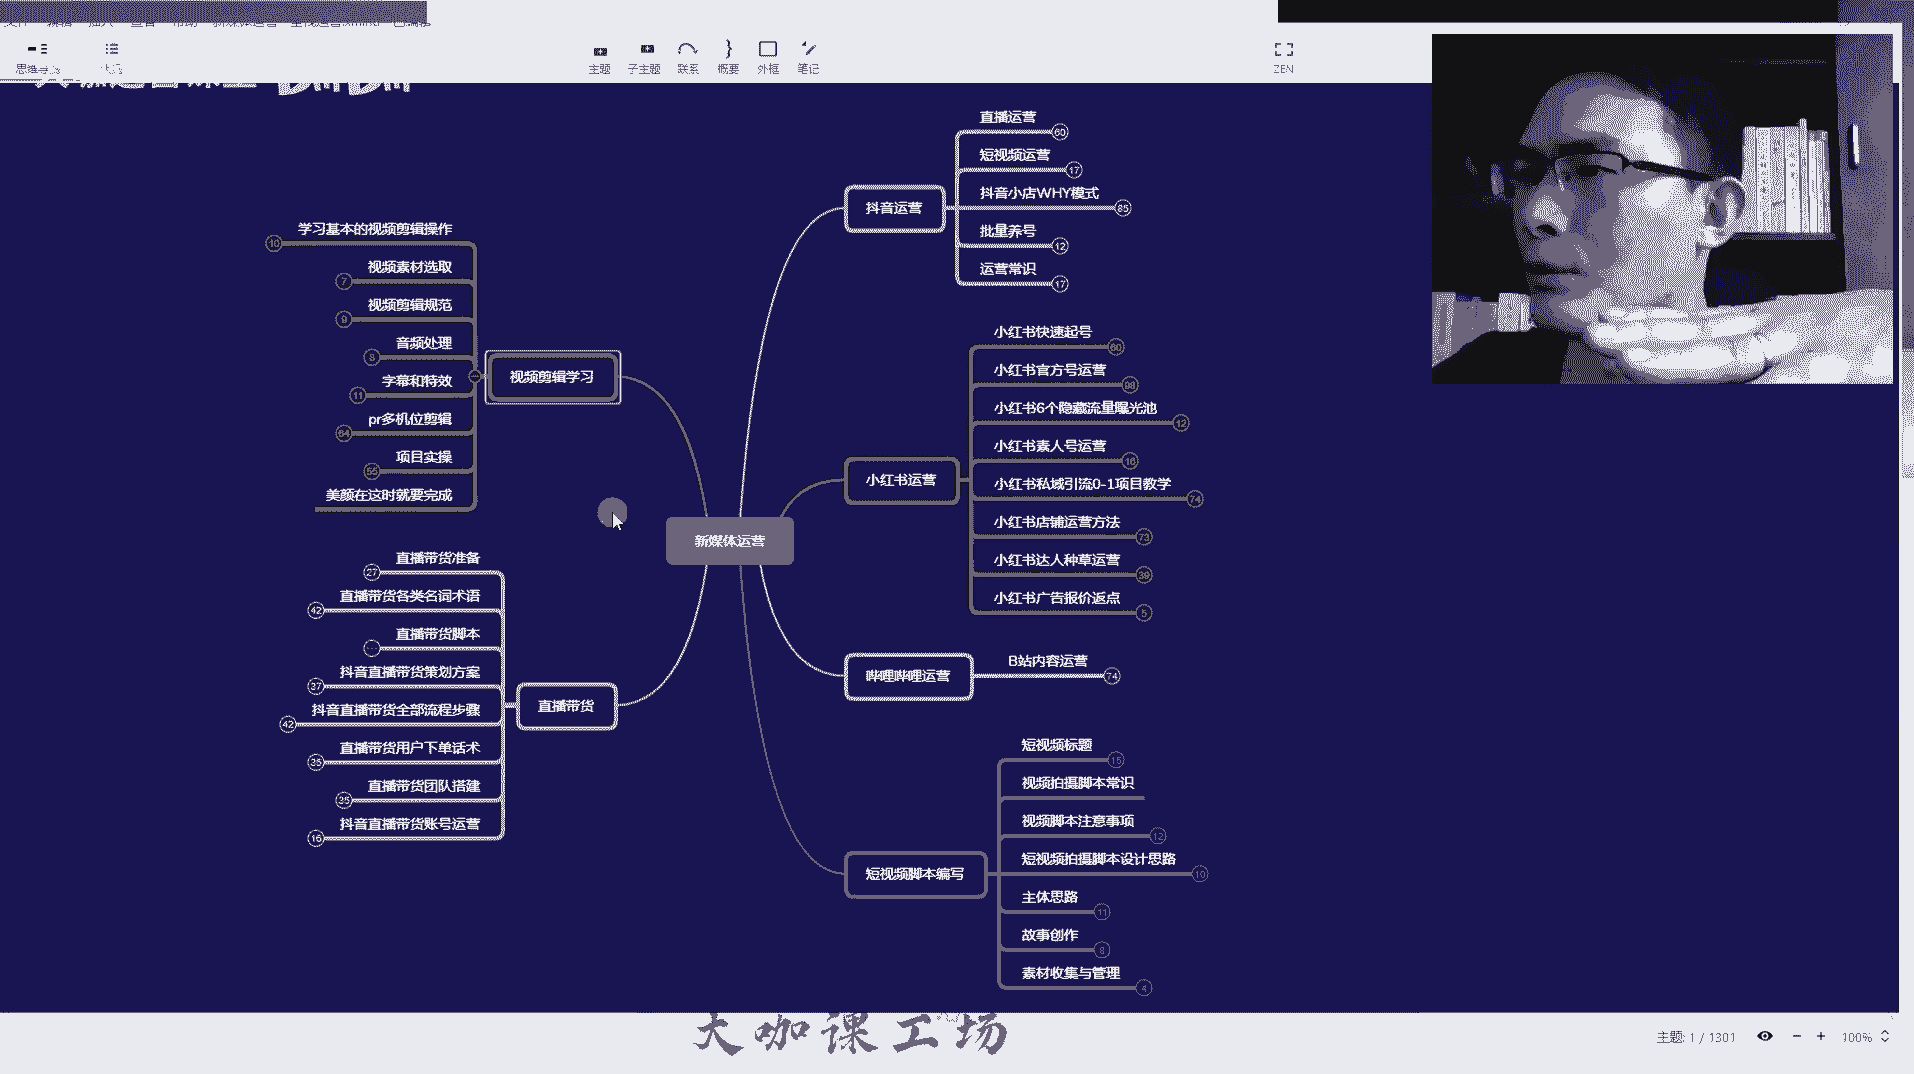 主题
子主题
联系
概要
外框
笔记
ZEN
直播运营
60
短视频运营
17
抖音小店WHY模式
85
抖音运营
批量养号
12
运营常识
17
学习基本的视频剪辑操作
10
视频素材选取
7
视频剪辑规范
9
音频处理
8
字幕和特效
11
视频剪辑学习
pr多机位剪辑
64
项目实操
55
美颜在这时就要完成
小红书快速起号
60
小红书官方号运营
98
小红书6个隐藏流量曝光池
12
小红书素人号运营
16
小红书运营
小红书私域引流0-1项目教学
74
小红书店铺运营方法
73
小红书达人种草运营
39
小红书广告报价返点
5
新媒体运营
直播带货准备
27
直播带货各类名词术语
42
直播带货脚本
抖音直播带货策划方案
37
直播带货
抖音直播带货全部流程步骤
42
直播带货用户下单话术
35
直播带货团队搭建
25
抖音直播带货账号运营
16
哔哩哔哩运营
B站内容运营
74
短视频标题
15
视频拍摄脚本常识
视频脚本注意事项
12
短视频拍摄脚本设计思路
10
短视频脚本编写
主体思路
11
故事创作
8
素材收集与管理
4
大咖课工场
主题: 1 / 1301
100%